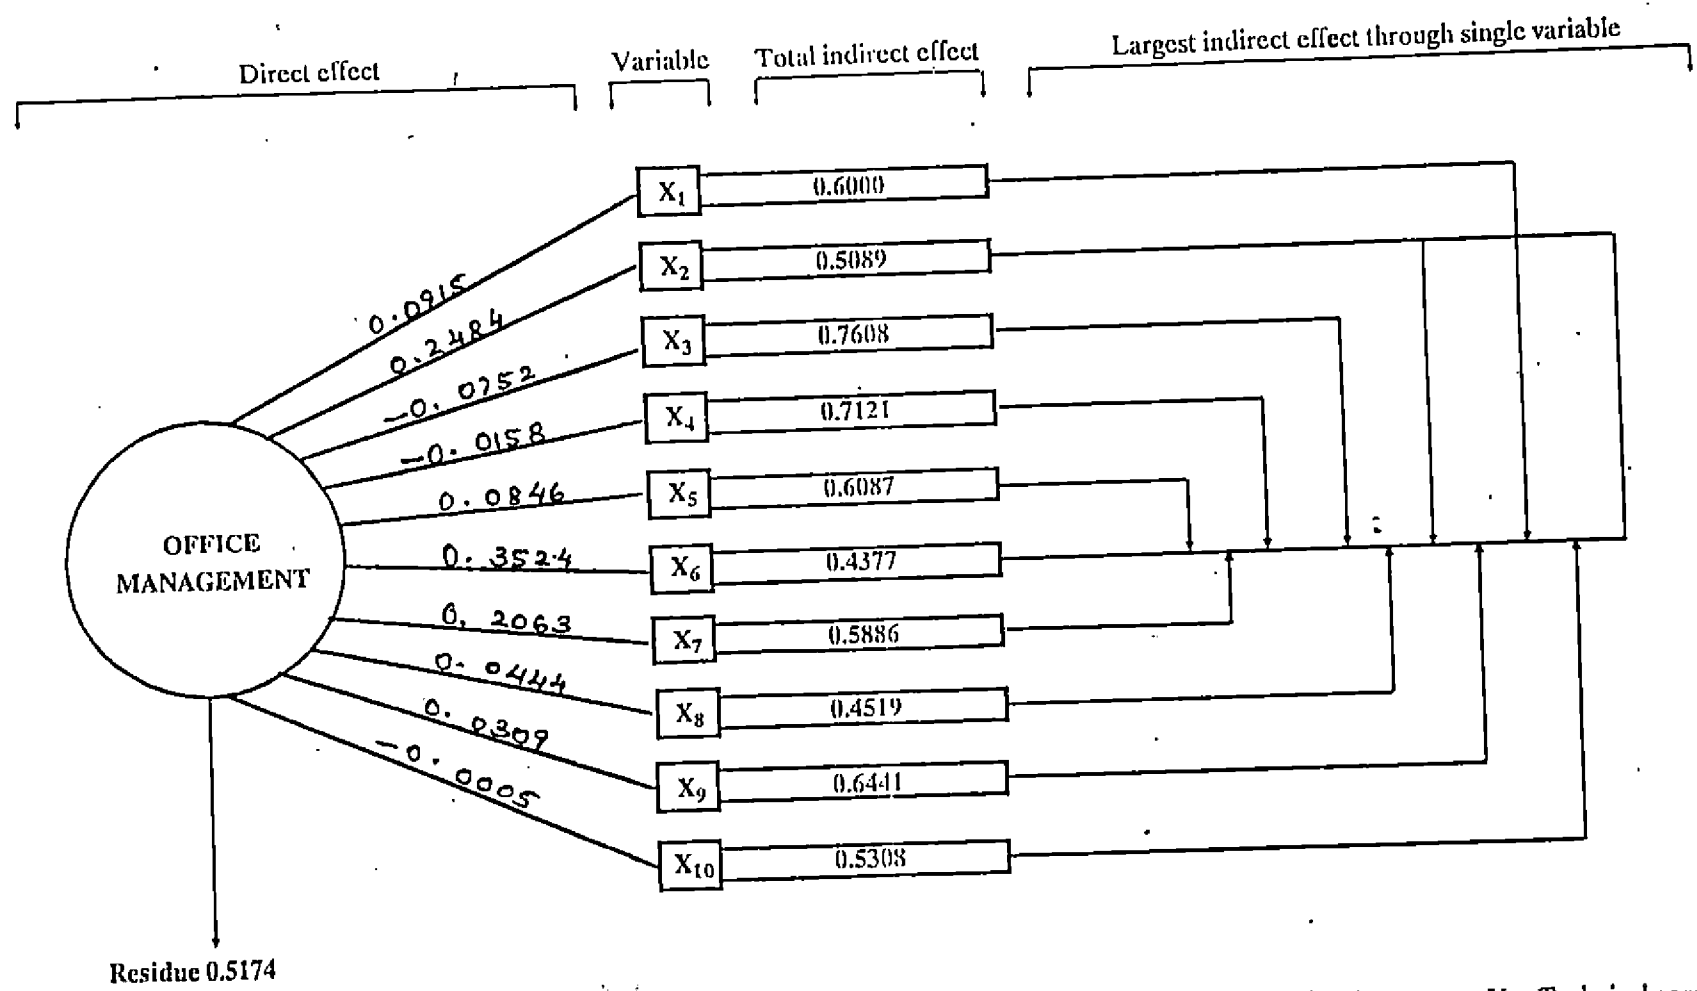 Direct effect
Variable
Total indirect effect
Largest indirect effect through single variable
X1 0.6000
X2 0.5089
X3 0.7608
X4 0.7121
X5 0.6087
X6 0.4377
X7 0.5886
X8 0.4519
X9 0.6441
X10 0.5308
0.0915
0.2484
-0.0752
-0.0158
0.0846
0.3524
0.2063
0.0444
0.0309
-0.0005
OFFICE
MANAGEMENT
Residue 0.5174